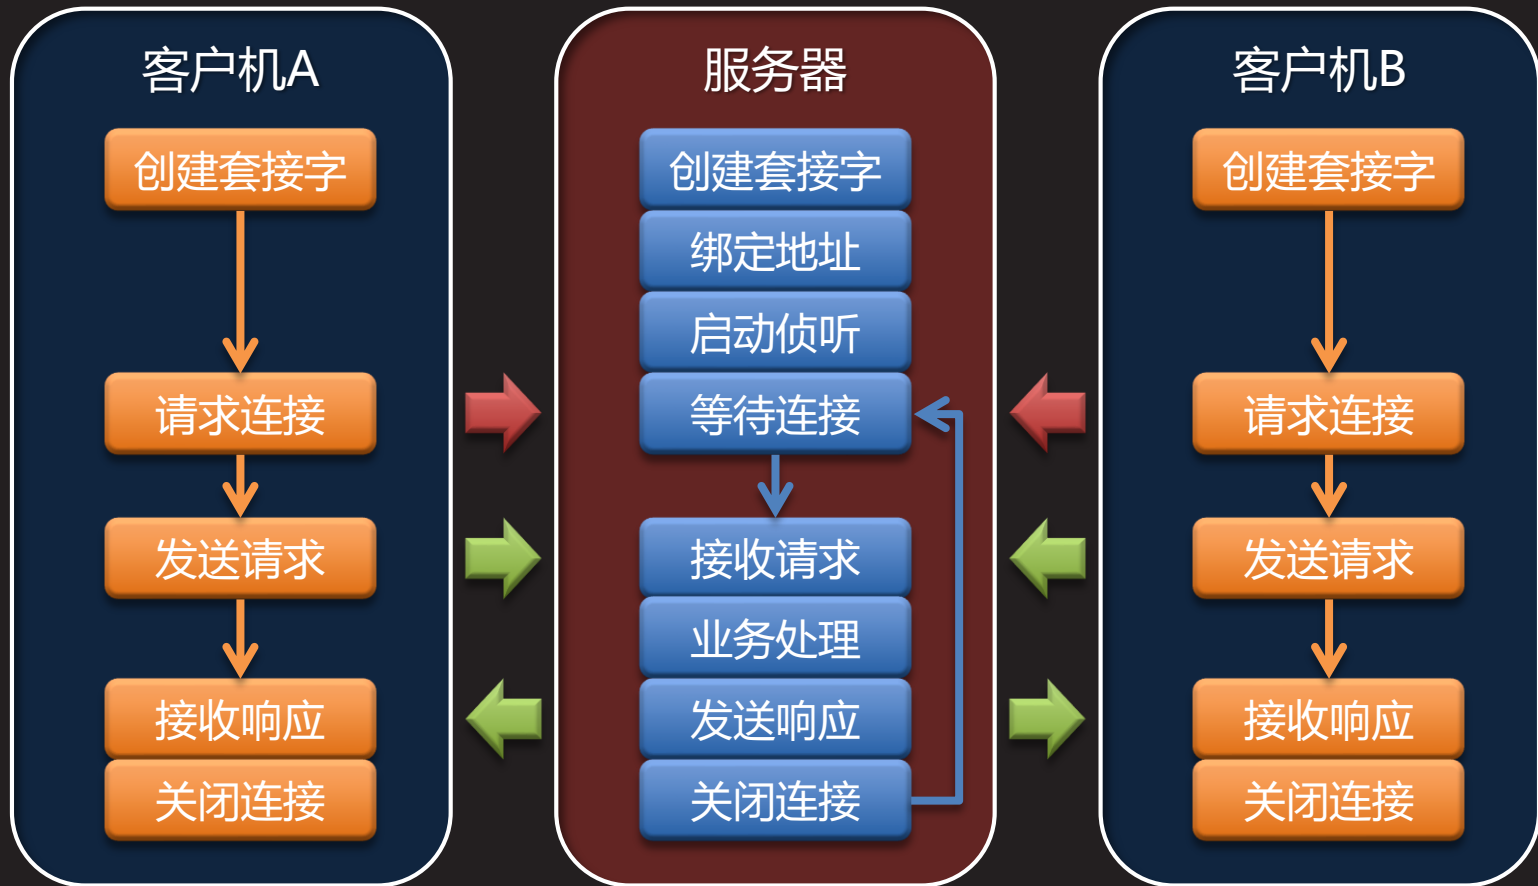 客户机A
创建套接字
请求连接
发送请求
接收响应
关闭连接
服务器
创建套接字
绑定地址
启动侦听
等待连接
接收请求
业务处理
发送响应
关闭连接
客户机B
创建套接字
请求连接
发送请求
接收响应
关闭连接